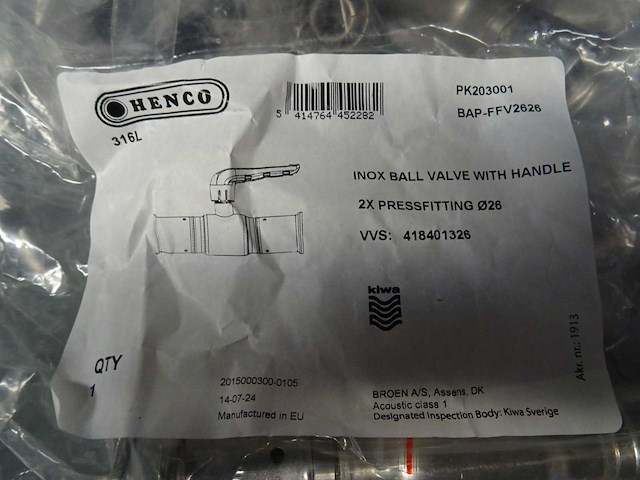 HENCO
316L
5 414764 452282
PK203001
BAP-FFV2626
INOX BALL VALVE WITH HANDLE
2X PRESSFITTING Ø26
VVS: 418401326
kiwa
QTY
1
2015000300-0105
14-07-24
Manufactured in EU
BROEN A/S, Assens, DK
Acoustic class 1
Designated Inspection Body: Kiwa Sverige
Akr. nr.: 1913